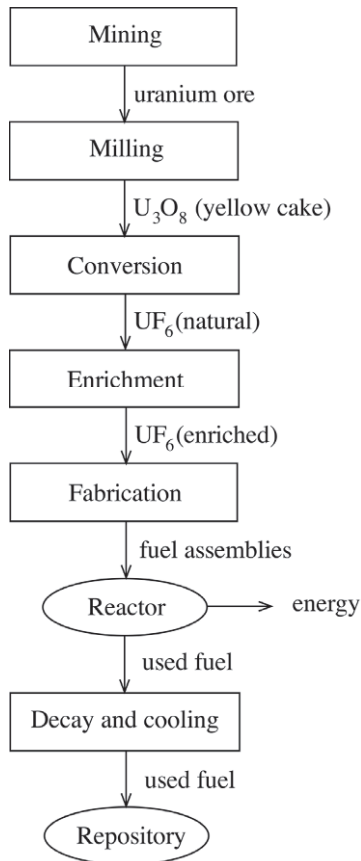 Mining
uranium ore
Milling
U₃O₈ (yellow cake)
Conversion
UF₆(natural)
Enrichment
UF₆(enriched)
Fabrication
fuel assemblies
Reactor
energy
used fuel
Decay and cooling
used fuel
Repository